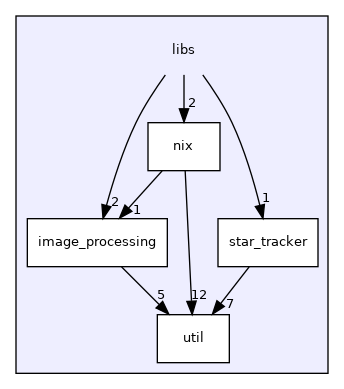 libs
2
nix
2
1
1
image_processing
star_tracker
5
12
7
util